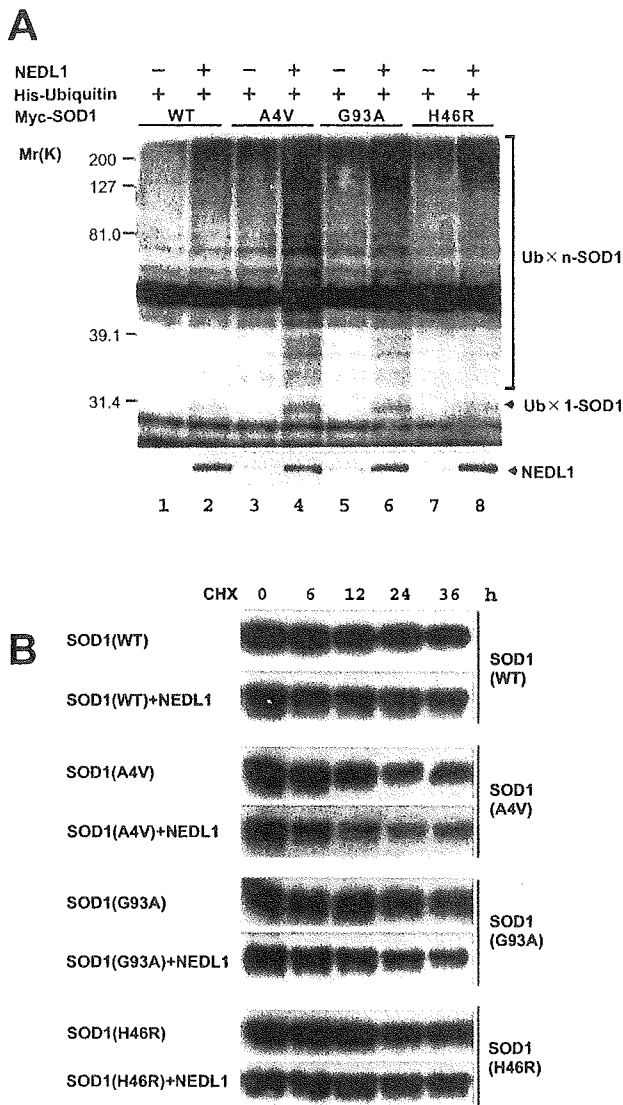 A
NEDL1 − + − + − + − +
His-Ubiquitin + + + + + + + +
Myc-SOD1 WT A4V G93A H46R
Mr(K)
200
127
81.0
Ub×n-SOD1
39.1
31.4
Ub×1-SOD1
NEDL1
1 2 3 4 5 6 7 8
B
CHX 0 6 12 24 36 h
SOD1(WT)
SOD1(WT)+NEDL1
SOD1
(WT)
SOD1(A4V)
SOD1(A4V)+NEDL1
SOD1
(A4V)
SOD1(G93A)
SOD1(G93A)+NEDL1
SOD1
(G93A)
SOD1(H46R)
SOD1(H46R)+NEDL1
SOD1
(H46R)